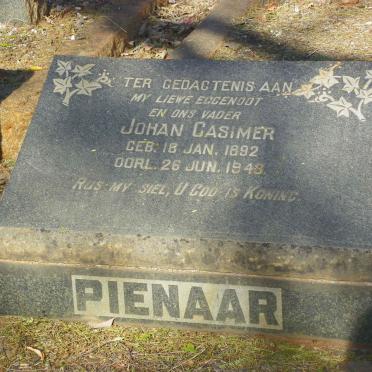 TER GEDAGTENIS AAN
MY LIEWE EGGENOOT
EN ONS VADER
JOHAN CASIMER
GEB. 18 JAN. 1892
OORL. 26 JUN. 1949.
RUS MY SIEL, U GOD IS KONING.
PIENAAR